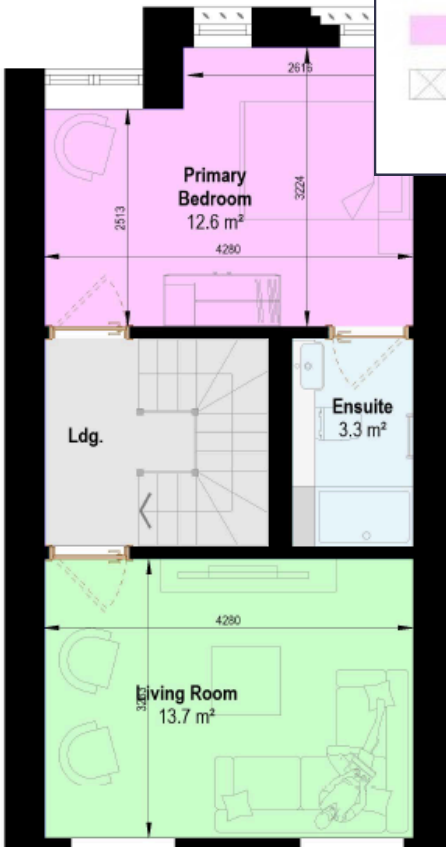 2616
Primary
Bedroom
12.6 m²
3224
2513
4280
Ldg.
Ensuite
3.3 m²
4280
Living Room
13.7 m²